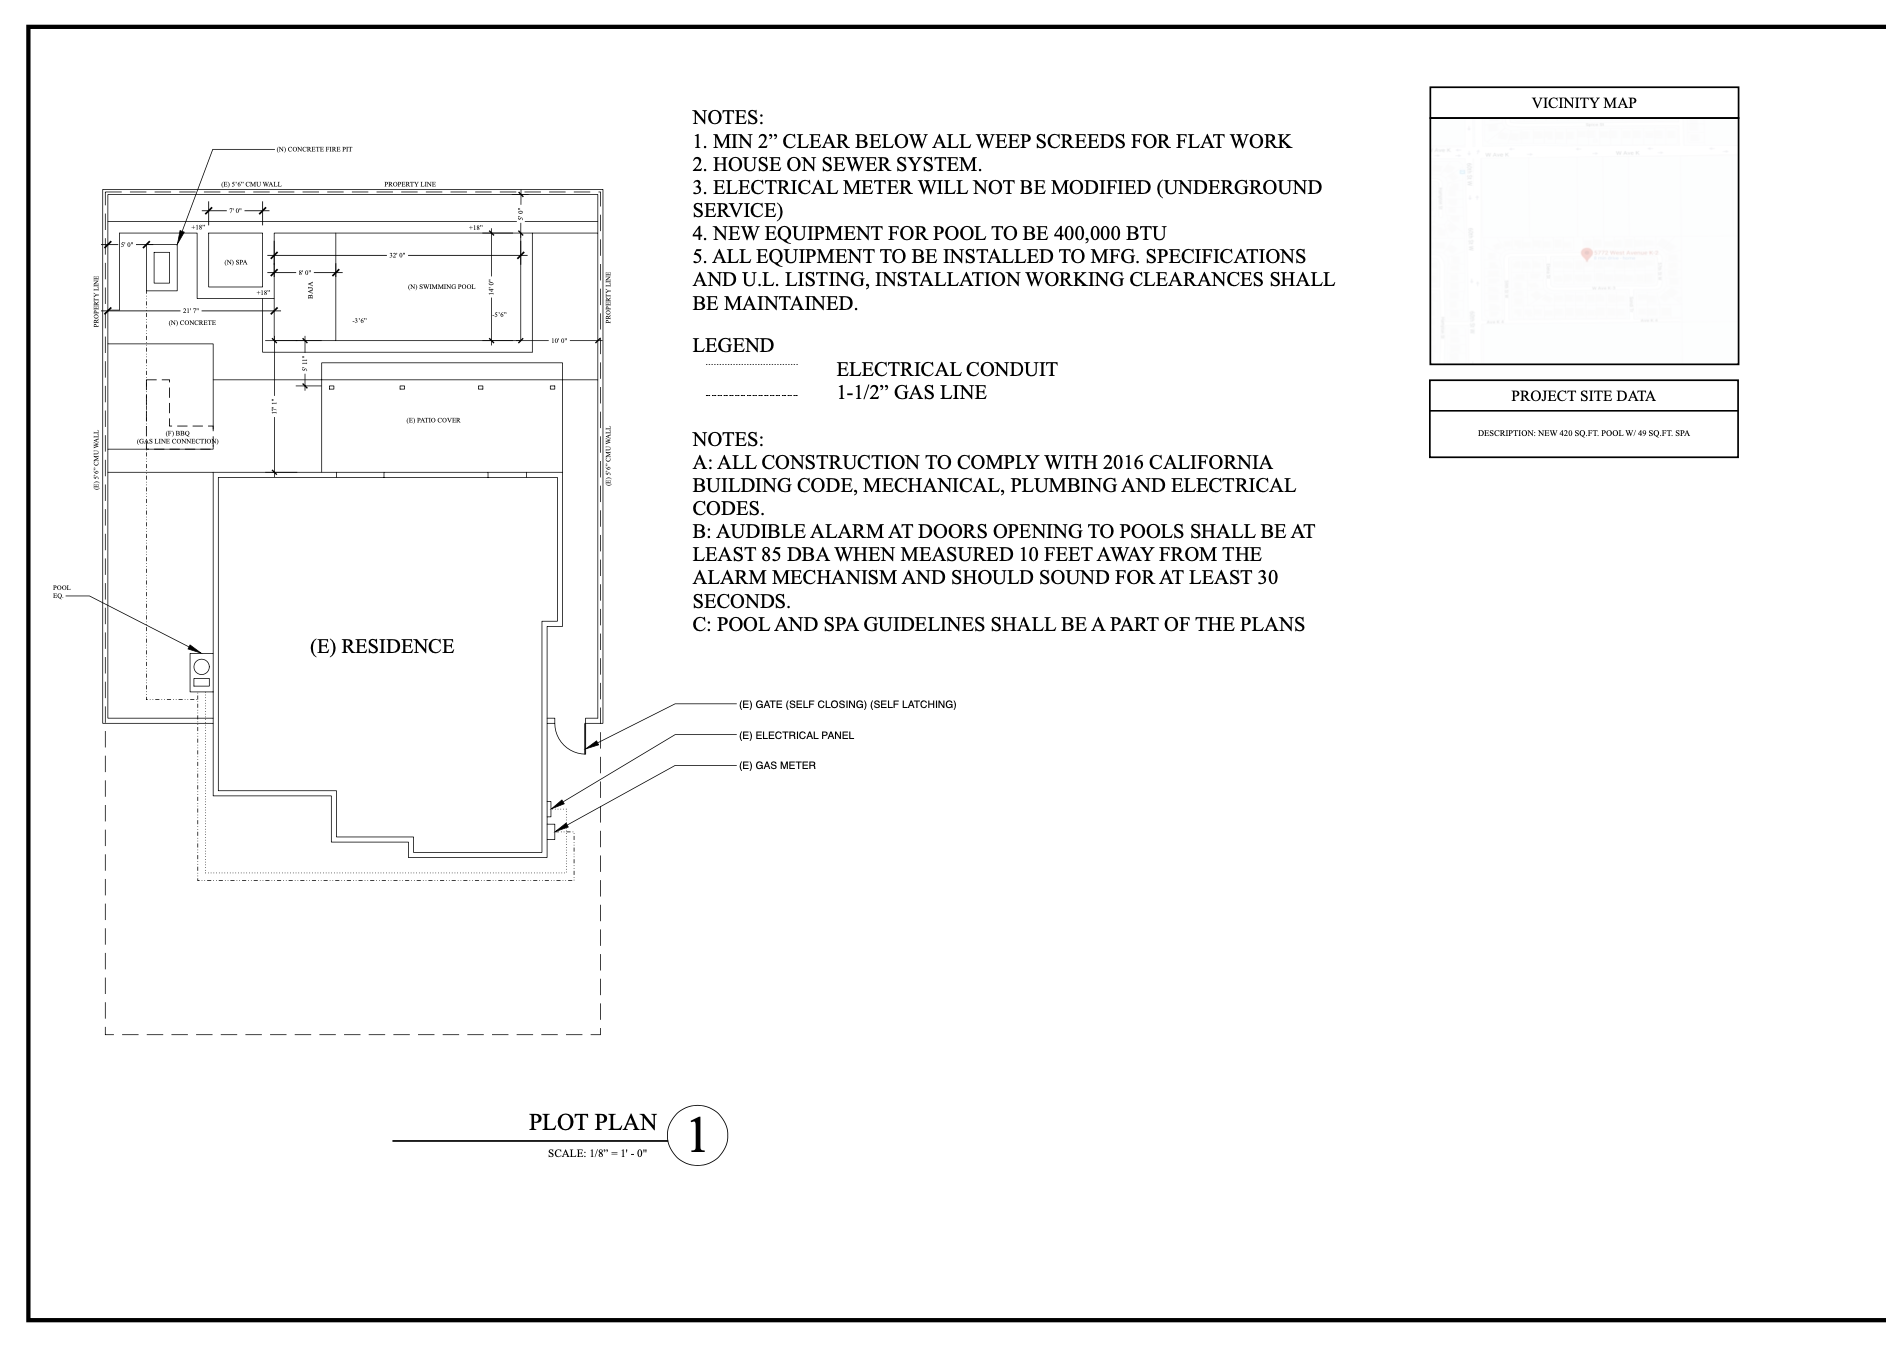 (N) CONCRETE FIRE PIT
(E) 5'6" CMU WALL
PROPERTY LINE
7' 0"
5' 0"
+18"
+18"
5' 0"
(N) SPA
32' 0"
8' 0"
BAJA
(N) SWIMMING POOL
14' 0"
+18"
PROPERTY LINE
PROPERTY LINE
21' 7"
(N) CONCRETE
-3'6"
-5'6"
10' 0"
5' 11"
17' 1"
(E) PATIO COVER
(F) BBQ
(GAS LINE CONNECTION)
(E) 5'6" CMU WALL
(E) 5'6" CMU WALL
POOL
EQ.
(E) RESIDENCE
(E) GATE (SELF CLOSING) (SELF LATCHING)
(E) ELECTRICAL PANEL
(E) GAS METER
PLOT PLAN
1
SCALE: 1/8” = 1' - 0"
NOTES:
1. MIN 2” CLEAR BELOW ALL WEEP SCREEDS FOR FLAT WORK
2. HOUSE ON SEWER SYSTEM.
3. ELECTRICAL METER WILL NOT BE MODIFIED (UNDERGROUND
SERVICE)
4. NEW EQUIPMENT FOR POOL TO BE 400,000 BTU
5. ALL EQUIPMENT TO BE INSTALLED TO MFG. SPECIFICATIONS
AND U.L. LISTING, INSTALLATION WORKING CLEARANCES SHALL
BE MAINTAINED.
LEGEND
ELECTRICAL CONDUIT
1-1/2” GAS LINE
NOTES:
A: ALL CONSTRUCTION TO COMPLY WITH 2016 CALIFORNIA
BUILDING CODE, MECHANICAL, PLUMBING AND ELECTRICAL
CODES.
B: AUDIBLE ALARM AT DOORS OPENING TO POOLS SHALL BE AT
LEAST 85 DBA WHEN MEASURED 10 FEET AWAY FROM THE
ALARM MECHANISM AND SHOULD SOUND FOR AT LEAST 30
SECONDS.
C: POOL AND SPA GUIDELINES SHALL BE A PART OF THE PLANS
VICINITY MAP
PROJECT SITE DATA
DESCRIPTION: NEW 420 SQ.FT. POOL W/ 49 SQ.FT. SPA